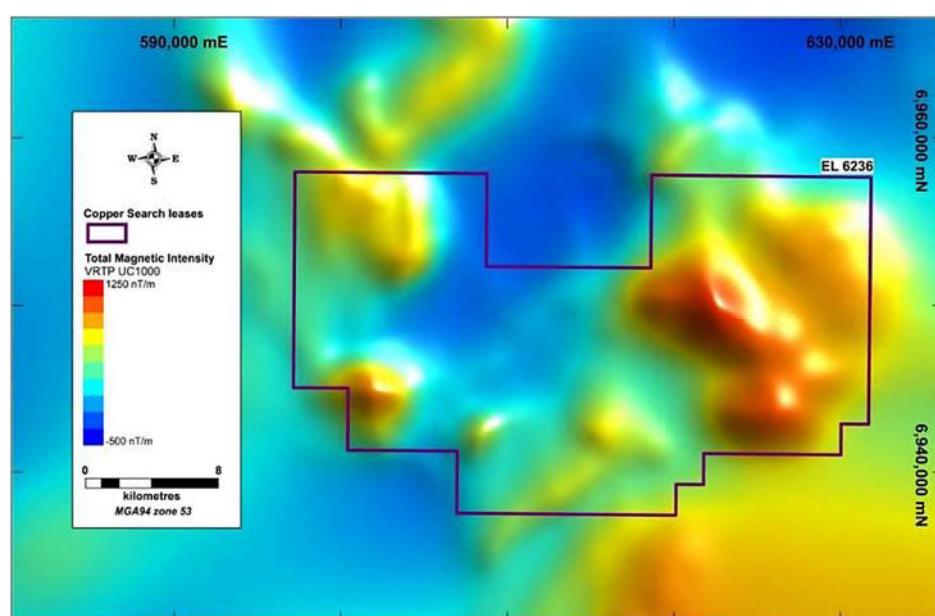 590,000 mE
630,000 mE
6,960,000 mN
EL 6236
N
W E
S
Copper Search leases
Total Magnetic Intensity
VRTP UC1000
1250 nT/m
-500 nT/m
0 8
kilometres
MGA94 zone 53
6,940,000 mN